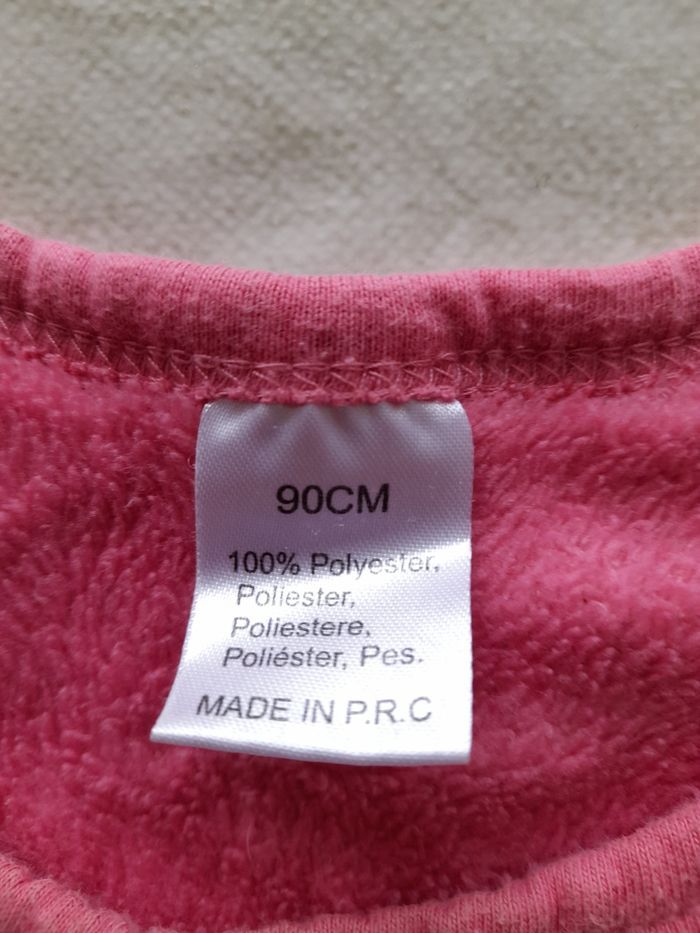 90CM
100% Polyester,
Poliester,
Poliestere,
Poliéster, Pes.
MADE IN P.R.C